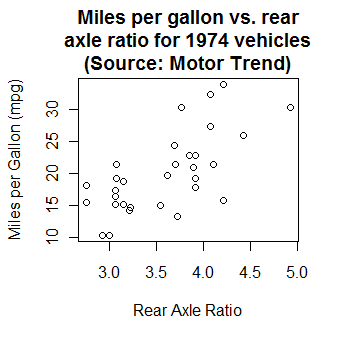 Miles per gallon vs. rear
axle ratio for 1974 vehicles
(Source: Motor Trend)
Miles per Gallon (mpg)
30
25
20
15
10
3.0 3.5 4.0 4.5 5.0
Rear Axle Ratio